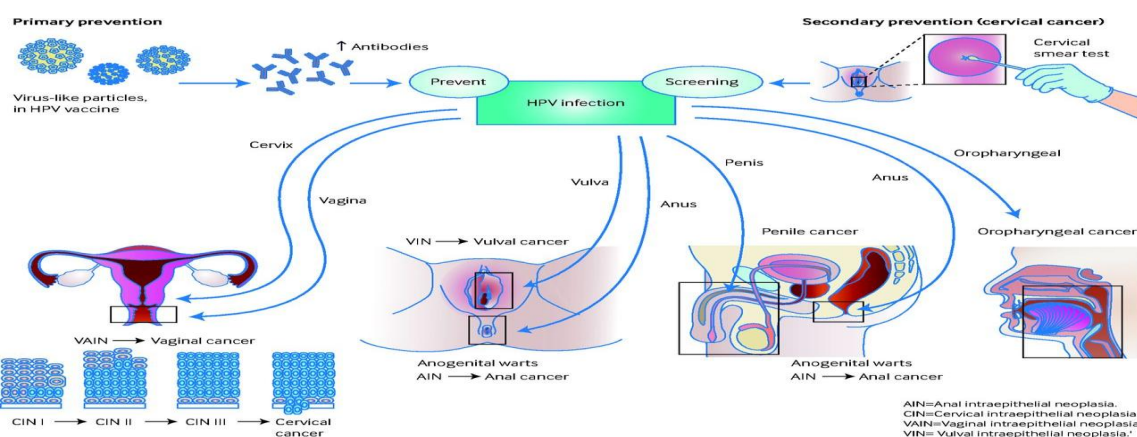 Primary prevention
Secondary prevention (cervical cancer)
↑ Antibodies
Cervical
smear test
Virus-like particles,
in HPV vaccine
Prevent
Screening
HPV infection
Cervix
Vagina
Vulva
Anus
Penis
Anus
Oropharyngeal
VIN → Vulval cancer
Penile cancer
Oropharyngeal cancer
VAIN → Vaginal cancer
Anogenital warts
AIN → Anal cancer
Anogenital warts
AIN → Anal cancer
CIN I → CIN II → CIN III → Cervical
cancer
AIN=Anal intraepithelial neoplasia.
CIN=Cervical intraepithelial neoplasia
VAIN=Vaginal intraepithelial neoplasia
VIN= Vulval intraepithelial neoplasia.